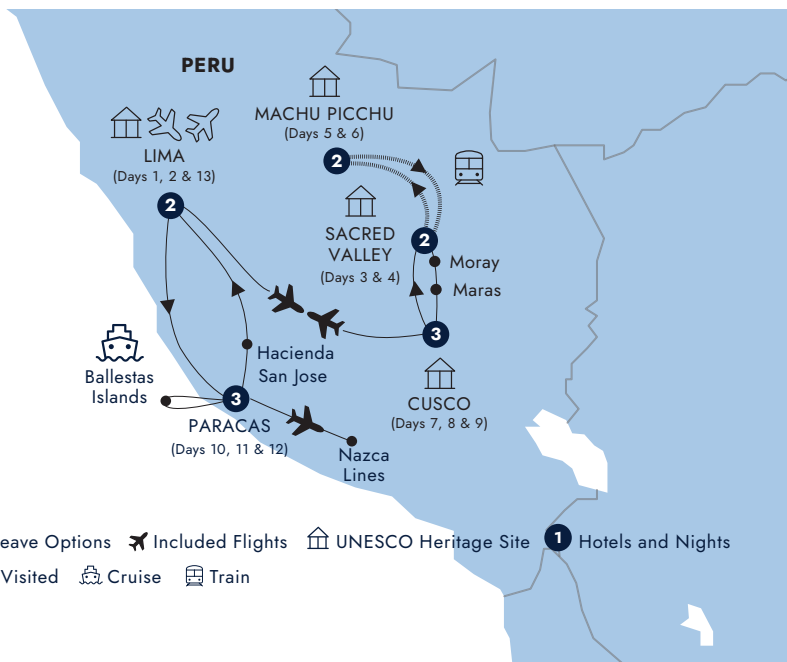 PERU
MACHU PICCHU
(Days 5 & 6)
2
LIMA
(Days 1, 2 & 13)
2
SACRED
VALLEY
(Days 3 & 4)
2
Moray
Maras
3
CUSCO
(Days 7, 8 & 9)
Hacienda
San Jose
Ballestas
Islands
3
PARACAS
(Days 10, 11 & 12)
Nazca
Lines
eave Options Included Flights UNESCO Heritage Site 1 Hotels and Nights
Visited Cruise Train